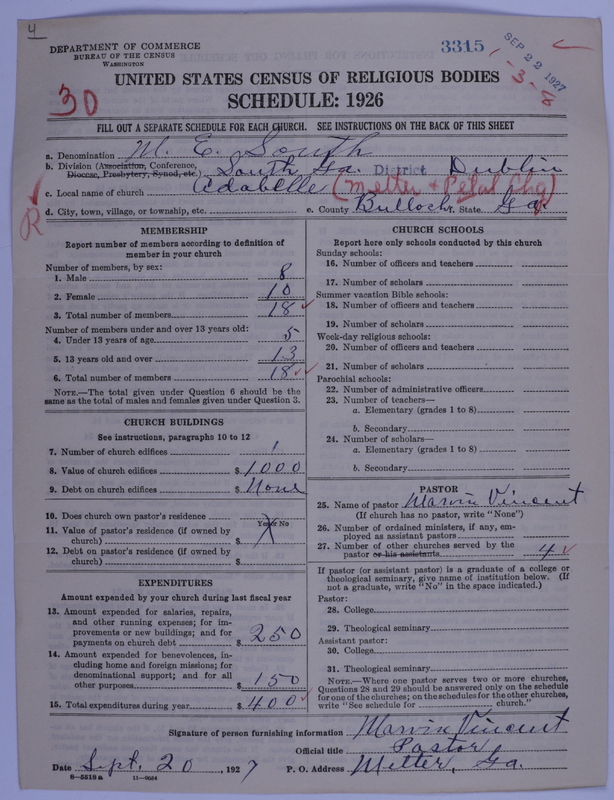 4
DEPARTMENT OF COMMERCE
BUREAU OF THE CENSUS
WASHINGTON
3315
SEP 22 1927
-3-8
30
UNITED STATES CENSUS OF RELIGIOUS BODIES
SCHEDULE: 1926
FILL OUT A SEPARATE SCHEDULE FOR EACH CHURCH. SEE INSTRUCTIONS ON THE BACK OF THIS SHEET
a. Denomination M. E. South
b. Division (Association, Conference, Diocese, Presbytery, Synod, etc.) South Ga. District Dublin
c. Local name of church Adabelle (Metter + Pulal Chg)
R
d. City, town, village, or township, etc. e. County Bulloch f. State Ga.
MEMBERSHIP
Report number of members according to definition of
member in your church
Number of members, by sex:
1. Male 8
2. Female 10
3. Total number of members 18
Number of members under and over 13 years old:
4. Under 13 years of age 5
5. 13 years old and over 13
6. Total number of members 18
NOTE.—The total given under Question 6 should be the
same as the total of males and females given under Question 3.
CHURCH BUILDINGS
See instructions, paragraphs 10 to 12
7. Number of church edifices 1
8. Value of church edifices $ 1000
9. Debt on church edifices $ None
10. Does church own pastor's residence
Yes or No
X
11. Value of pastor's residence (if owned by
church) $
12. Debt on pastor's residence (if owned by
church) $
EXPENDITURES
Amount expended by your church during last fiscal year
13. Amount expended for salaries, repairs,
and other running expenses; for im-
provements or new buildings; and for
payments on church debt $ 250
14. Amount expended for benevolences, in-
cluding home and foreign missions; for
denominational support; and for all
other purposes $ 150
15. Total expenditures during year $ 400
CHURCH SCHOOLS
Report here only schools conducted by this church
Sunday schools:
16. Number of officers and teachers
17. Number of scholars
Summer vacation Bible schools:
18. Number of officers and teachers
19. Number of scholars
Week-day religious schools:
20. Number of officers and teachers
21. Number of scholars
Parochial schools:
22. Number of administrative officers
23. Number of teachers—
a. Elementary (grades 1 to 8)
b. Secondary
24. Number of scholars—
a. Elementary (grades 1 to 8)
b. Secondary
PASTOR
25. Name of pastor Marvin Vincent
(If church has no pastor, write "None")
26. Number of ordained ministers, if any, em-
ployed as assistant pastors
27. Number of other churches served by the
pastor or his assistants 4
If pastor (or assistant pastor) is a graduate of a college or
theological seminary, give name of institution below. (If
not a graduate, write "No" in the space indicated.)
Pastor:
28. College
29. Theological seminary
Assistant pastor:
30. College
31. Theological seminary
NOTE.—Where one pastor serves two or more churches,
Questions 28 and 29 should be answered only on the schedule
for one of the churches; on the schedules for the other churches,
write "See schedule for church."
Signature of person furnishing information Marvin Vincent
Official title Pastor
Date Sept. 20, 1927 P. O. Address Metter, Ga.
8-5518a 11-9684